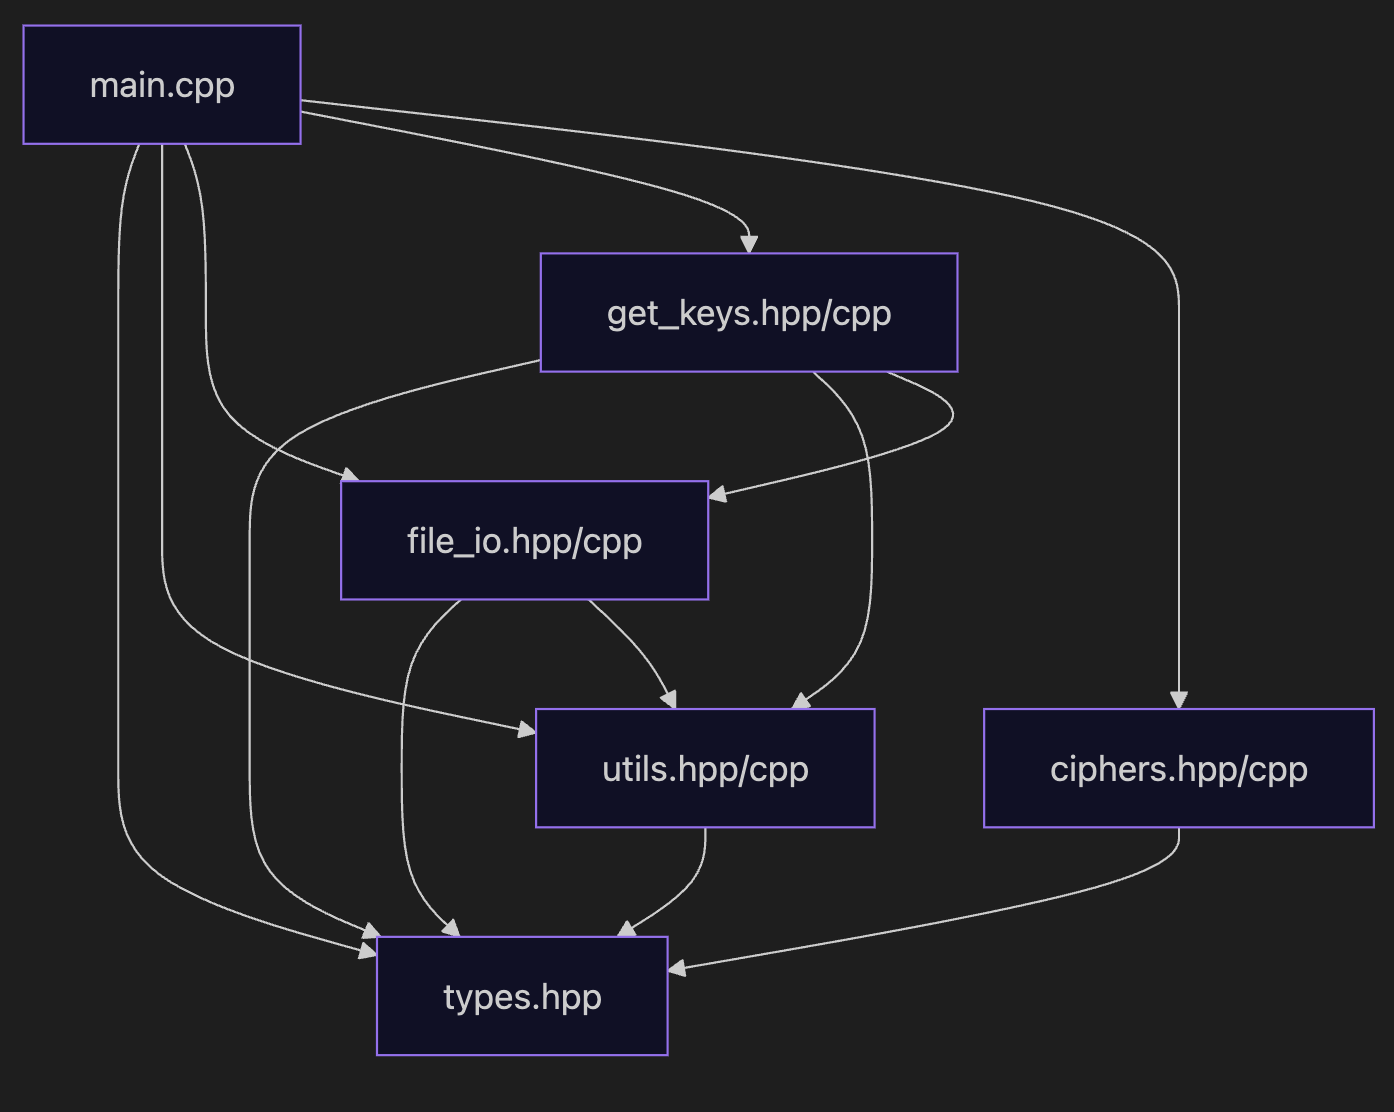 main.cpp
get_keys.hpp/cpp
file_io.hpp/cpp
utils.hpp/cpp
ciphers.hpp/cpp
types.hpp